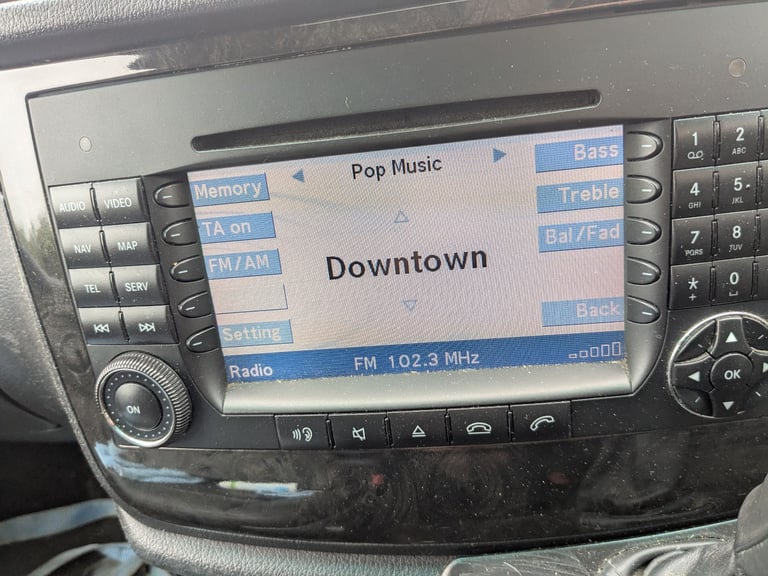 Pop Music
Memory
TA on
FM/AM
Setting
Bass
Treble
Bal/Fad
Back
Downtown
Radio FM 102.3 MHz
AUDIO VIDEO
NAV MAP
TEL SERV
ON
1
2 ABC
4 GHI
5 JKL
7 PQRS
8 TUV
* +
0
OK